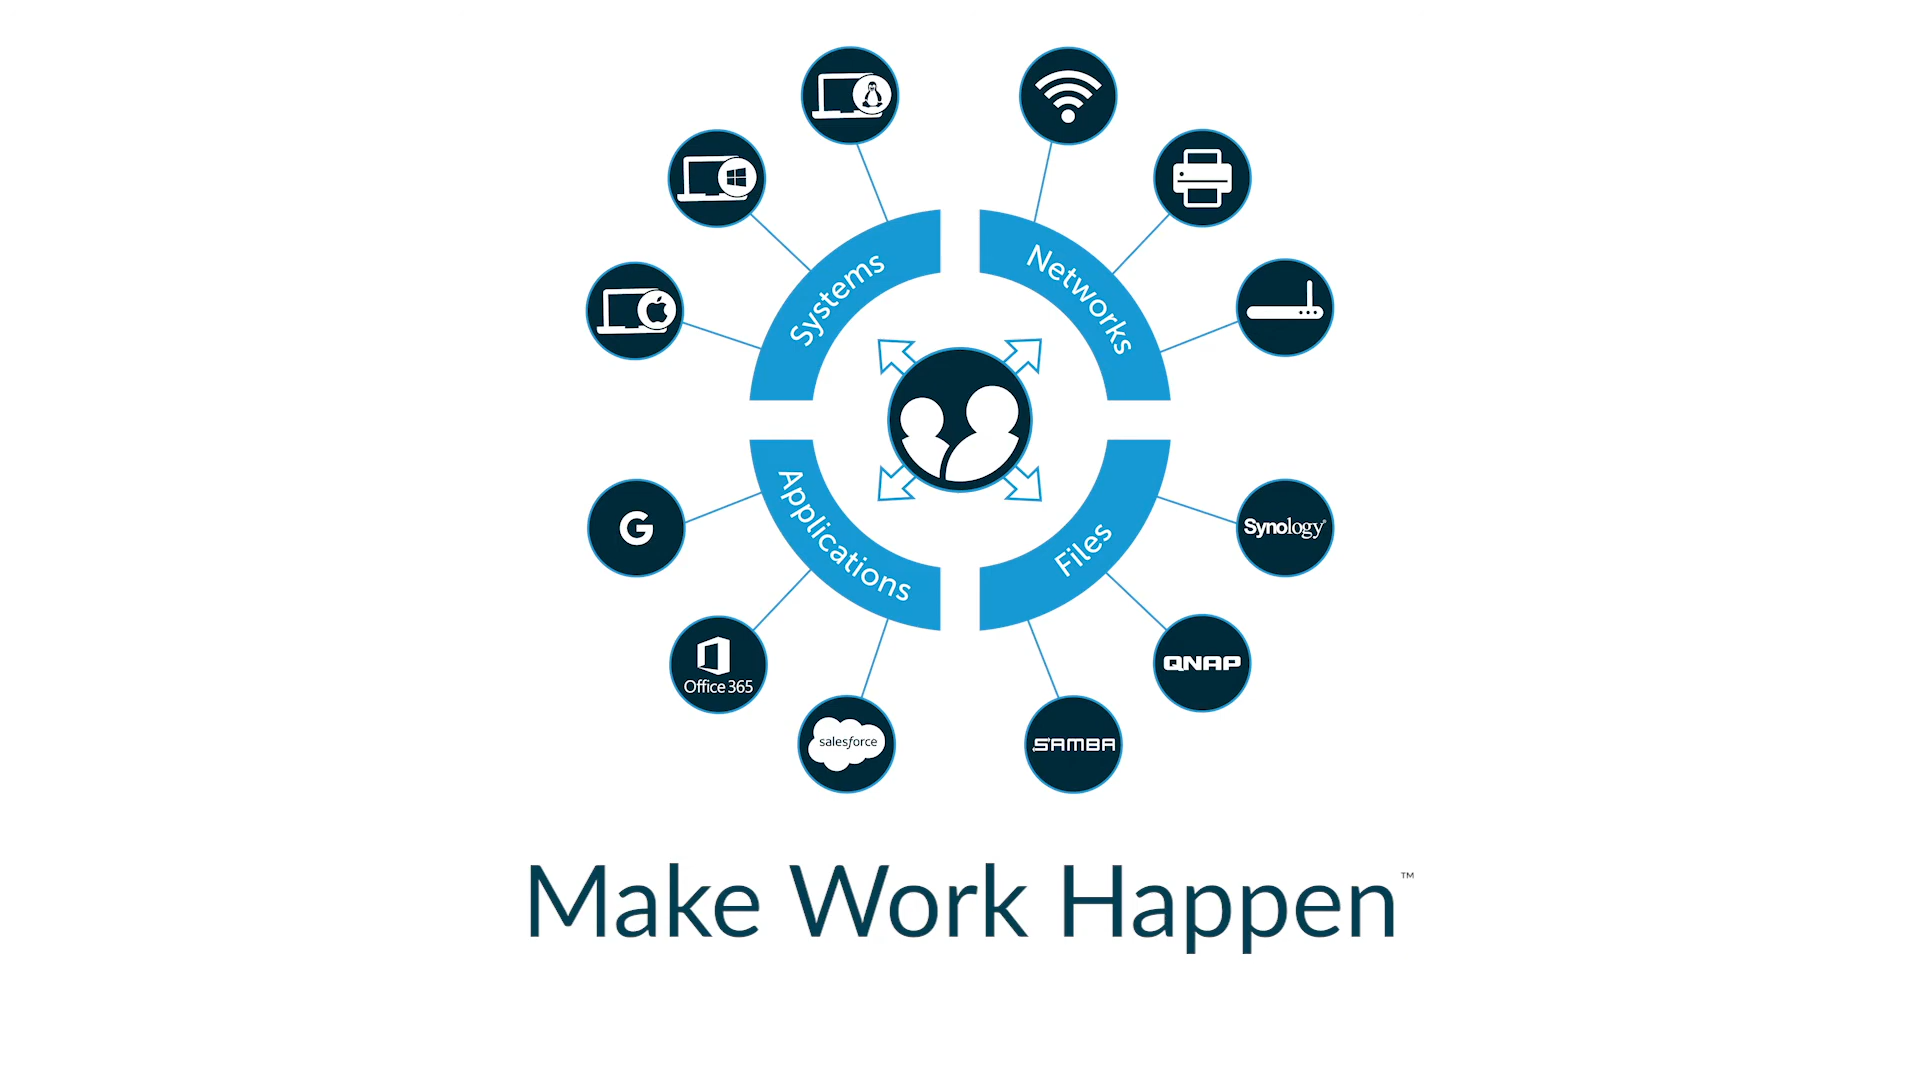 Systems
Networks
Applications
Files
G
Office 365
salesforce
Synology®
QNAP
SAMBA
Make Work Happen™